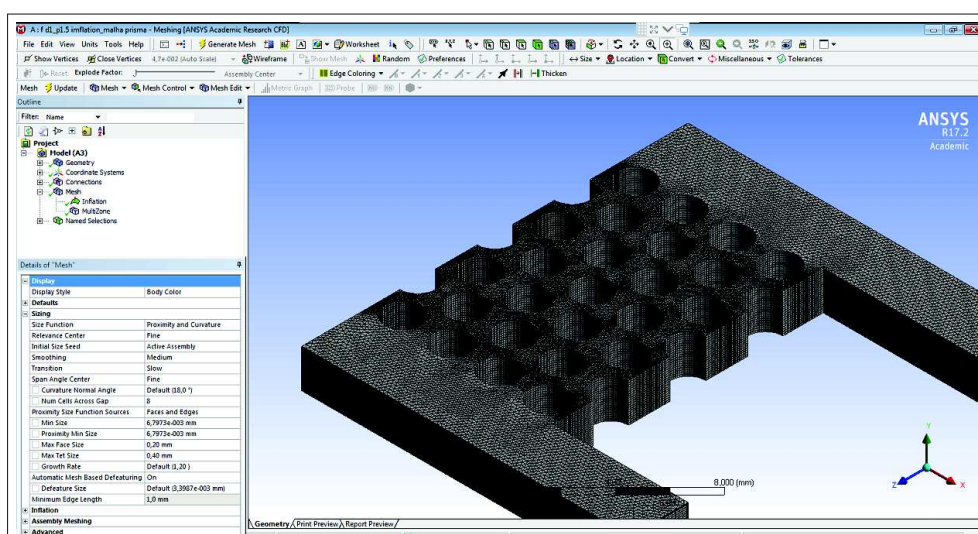 A : f d1_p1.5 imflation_malha prisma - Meshing [ANSYS Academic Research CFD]
File Edit View Units Tools Help Generate Mesh Worksheet
Show Vertices Close Vertices 4,7e-002 (Auto Scale) Wireframe Show Mesh Random Preferences Size Location Convert Miscellaneous Tolerances
Reset Explode Factor: Assembly Center Edge Coloring Thicken
Mesh Update Mesh Mesh Control Mesh Edit Metric Graph Probe
Outline
Filter: Name
Project
Model (A3)
Geometry
Coordinate Systems
Connections
Mesh
Inflation
MultiZone
Named Selections
Details of "Mesh"
Display
Display Style Body Color
Defaults
Sizing
Size Function Proximity and Curvature
Relevance Center Fine
Initial Size Seed Active Assembly
Smoothing Medium
Transition Slow
Span Angle Center Fine
Curvature Normal Angle Default (18,0 °)
Num Cells Across Gap 8
Proximity Size Function Sources Faces and Edges
Min Size 6,7973e-003 mm
Proximity Min Size 6,7973e-003 mm
Max Face Size 0,20 mm
Max Tet Size 0,40 mm
Growth Rate Default (1,20 )
Automatic Mesh Based Defeaturing On
Defeature Size Default (3,3987e-003 mm)
Minimum Edge Length 1,0 mm
Inflation
Assembly Meshing
Advanced
ANSYS
R17.2
Academic
8,000 (mm)
Y
Z
X
Geometry Print Preview Report Preview